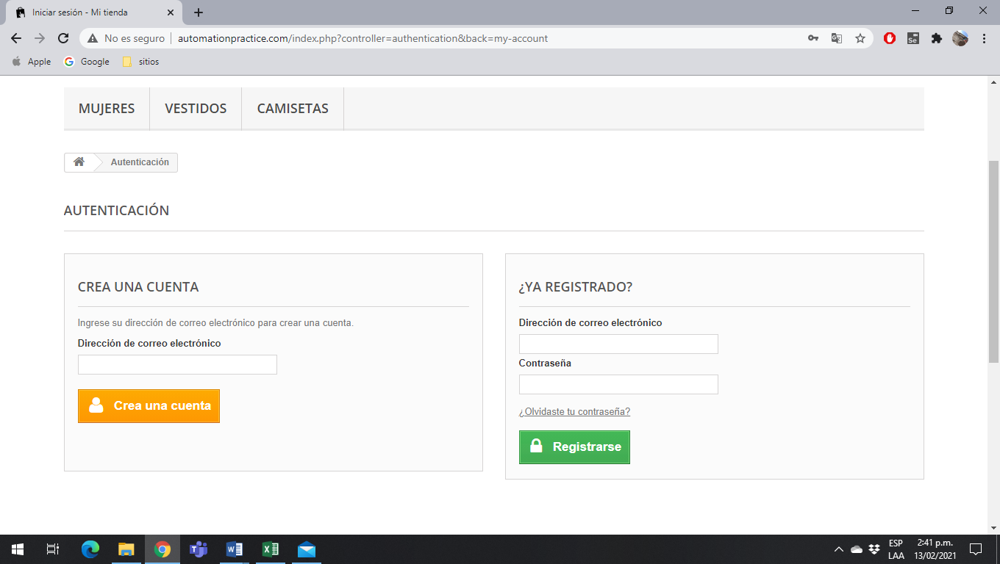 Iniciar sesión - Mi tienda
No es seguro automationpractice.com/index.php?controller=authentication&back=my-account
Se
Apple Google sitios
MUJERES VESTIDOS CAMISETAS
Autenticación
AUTENTICACIÓN
CREA UNA CUENTA
Ingrese su dirección de correo electrónico para crear una cuenta.
Dirección de correo electrónico
Crea una cuenta
¿YA REGISTRADO?
Dirección de correo electrónico
Contraseña
¿Olvidaste tu contraseña?
Registrarse
ESP
LAA
2:41 p.m.
13/02/2021